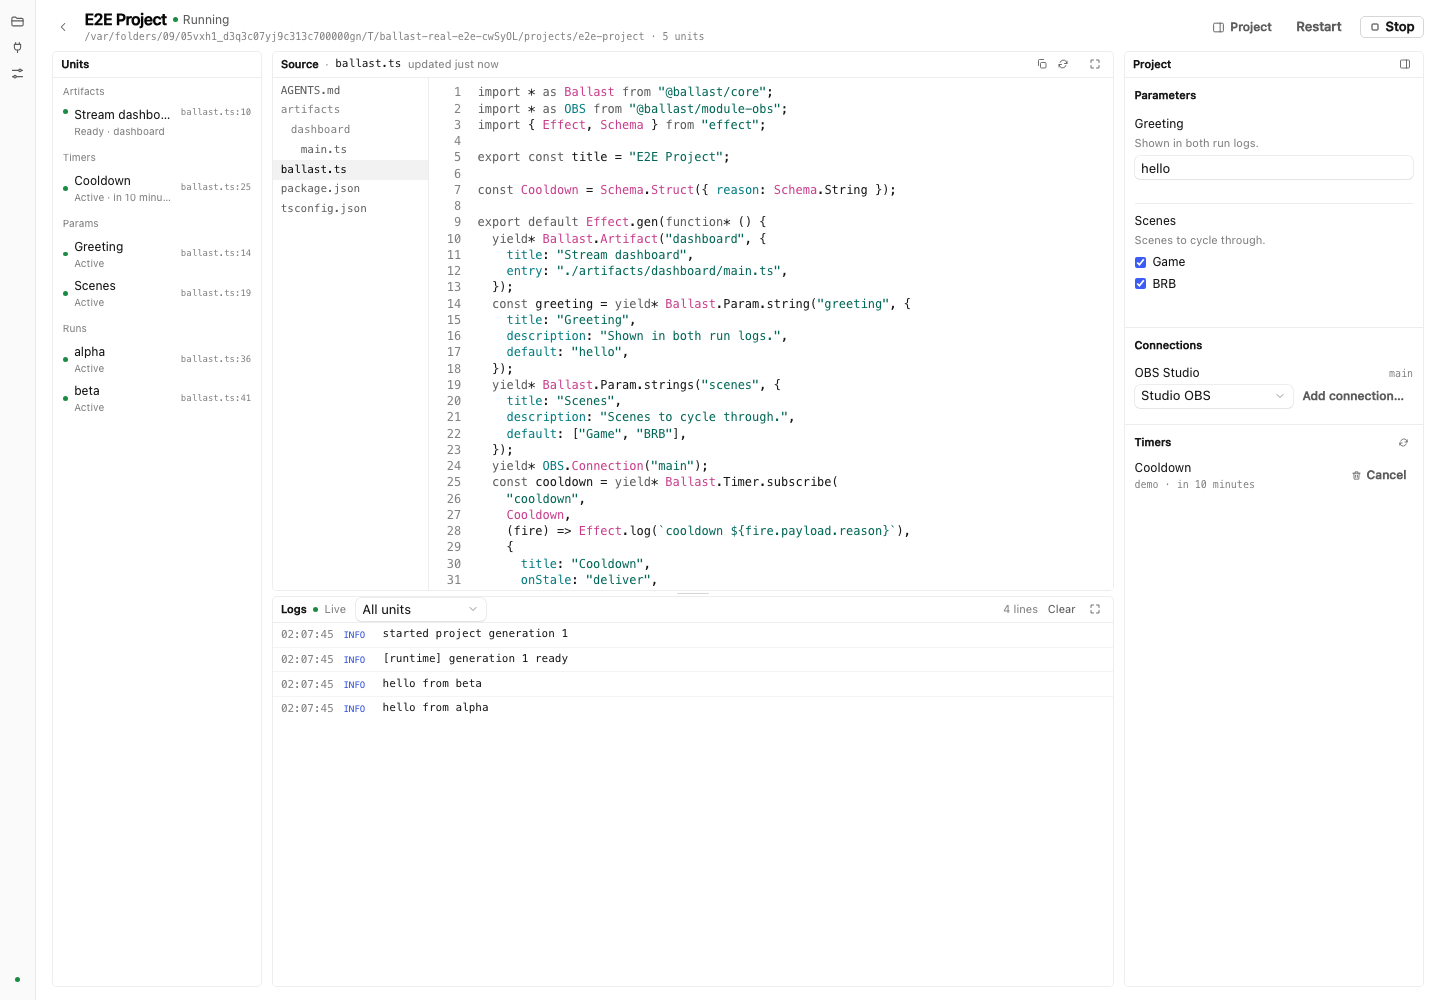 E2E Project Running
/var/folders/09/05vxh1_d3q3c07yj9c313c700000gn/T/ballast-real-e2e-cwSyOL/projects/e2e-project · 5 units
Project Restart Stop
Units
Artifacts
Stream dashbo... ballast.ts:10
Ready · dashboard
Timers
Cooldown ballast.ts:25
Active · in 10 minu...
Params
Greeting ballast.ts:14
Active
Scenes ballast.ts:19
Active
Runs
alpha ballast.ts:36
Active
beta ballast.ts:41
Active
Source · ballast.ts updated just now
AGENTS.md
artifacts
dashboard
main.ts
ballast.ts
package.json
tsconfig.json
1 import * as Ballast from "@ballast/core";
2 import * as OBS from "@ballast/module-obs";
3 import { Effect, Schema } from "effect";
4
5 export const title = "E2E Project";
6
7 const Cooldown = Schema.Struct({ reason: Schema.String });
8
9 export default Effect.gen(function* () {
10 yield* Ballast.Artifact("dashboard", {
11 title: "Stream dashboard",
12 entry: "./artifacts/dashboard/main.ts",
13 });
14 const greeting = yield* Ballast.Param.string("greeting", {
15 title: "Greeting",
16 description: "Shown in both run logs.",
17 default: "hello",
18 });
19 yield* Ballast.Param.strings("scenes", {
20 title: "Scenes",
21 description: "Scenes to cycle through.",
22 default: ["Game", "BRB"],
23 });
24 yield* OBS.Connection("main");
25 const cooldown = yield* Ballast.Timer.subscribe(
26 "cooldown",
27 Cooldown,
28 (fire) => Effect.log(`cooldown ${fire.payload.reason}`),
29 {
30 title: "Cooldown",
31 onStale: "deliver",
Logs Live All units 4 lines Clear
02:07:45 INFO started project generation 1
02:07:45 INFO [runtime] generation 1 ready
02:07:45 INFO hello from beta
02:07:45 INFO hello from alpha
Project
Parameters
Greeting
Shown in both run logs.
hello
Scenes
Scenes to cycle through.
Game
BRB
Connections
OBS Studio main
Studio OBS Add connection...
Timers
Cooldown Cancel
demo · in 10 minutes